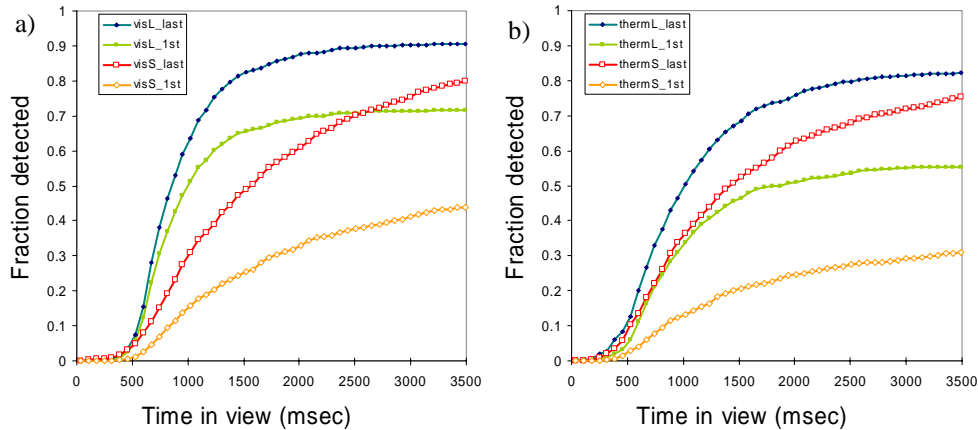 a)
visL_last
visL_1st
visS_last
visS_1st
Fraction detected
1
0.9
0.8
0.7
0.6
0.5
0.4
0.3
0.2
0.1
0
0 500 1000 1500 2000 2500 3000 3500
Time in view (msec)
b)
thermL_last
thermL_1st
thermS_last
thermS_1st
Fraction detected
1
0.9
0.8
0.7
0.6
0.5
0.4
0.3
0.2
0.1
0
0 500 1000 1500 2000 2500 3000 3500
Time in view (msec)